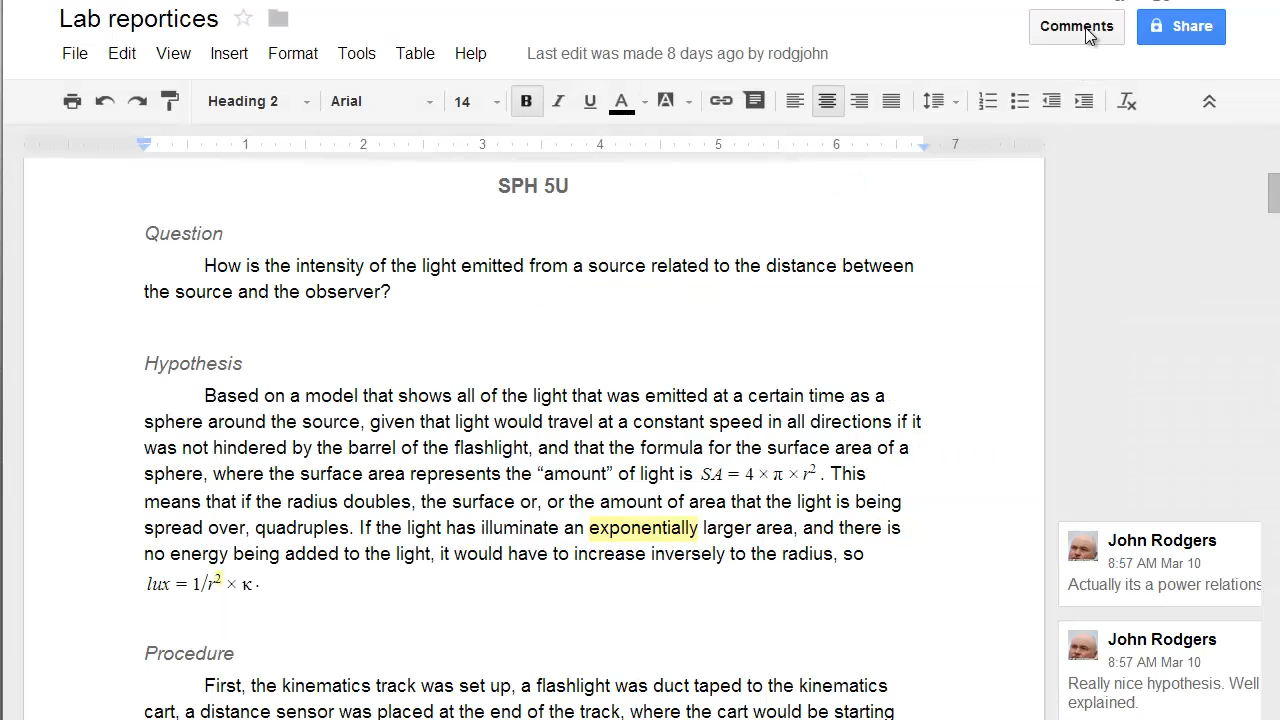 Lab reportices
Comments
Share
File Edit View Insert Format Tools Table Help Last edit was made 8 days ago by rodgjohn
Heading 2 Arial 14 B I U A A
1 2 3 4 5 6 7
SPH 5U
Question
How is the intensity of the light emitted from a source related to the distance between
the source and the observer?
Hypothesis
Based on a model that shows all of the light that was emitted at a certain time as a
sphere around the source, given that light would travel at a constant speed in all directions if it
was not hindered by the barrel of the flashlight, and that the formula for the surface area of a
sphere, where the surface area represents the “amount” of light is SA = 4 × π × r². This
means that if the radius doubles, the surface or, or the amount of area that the light is being
spread over, quadruples. If the light has illuminate an exponentially larger area, and there is
no energy being added to the light, it would have to increase inversely to the radius, so
lux = 1/r² × κ.
Procedure
First, the kinematics track was set up, a flashlight was duct taped to the kinematics
cart, a distance sensor was placed at the end of the track, where the cart would be starting
John Rodgers
8:57 AM Mar 10
Actually its a power relations
John Rodgers
8:57 AM Mar 10
Really nice hypothesis. Well
explained.